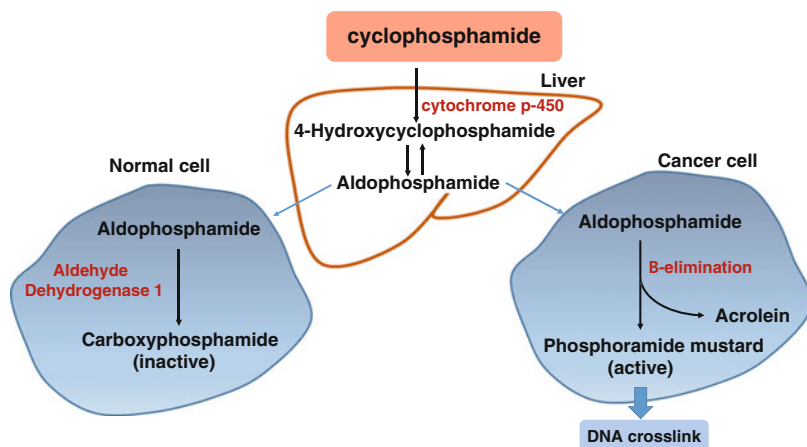 cyclophosphamide
Liver
cytochrome p-450
4-Hydroxycyclophosphamide
Aldophosphamide
Normal cell
Aldophosphamide
Aldehyde
Dehydrogenase 1
Carboxyphosphamide
(inactive)
Cancer cell
Aldophosphamide
B-elimination
Acrolein
Phosphoramide mustard
(active)
DNA crosslink